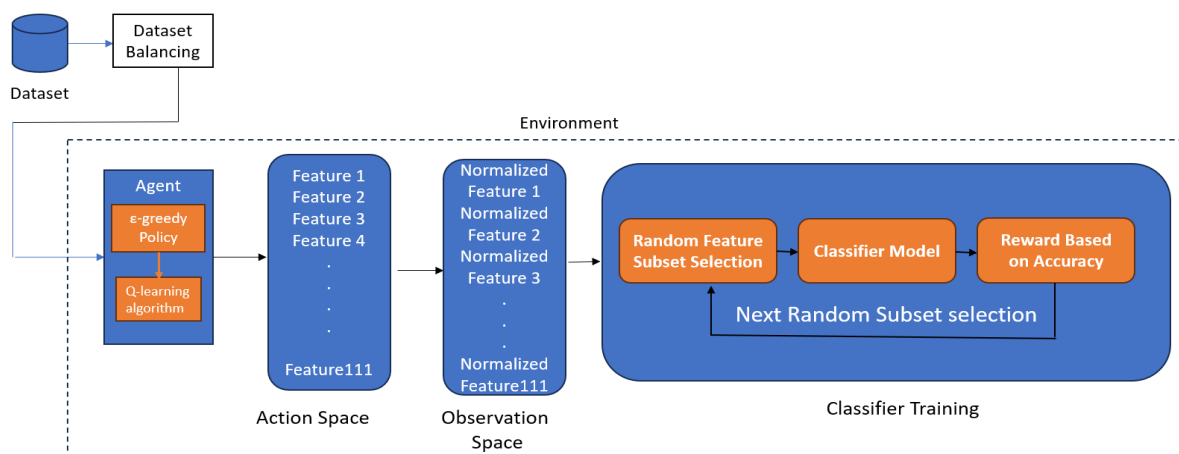 Dataset
Balancing
Dataset
Environment
Agent
ε-greedy
Policy
Q-learning
algorithm
Feature 1
Feature 2
Feature 3
Feature 4
.
.
.
.
Feature111
Action Space
Normalized
Feature 1
Normalized
Feature 2
Normalized
Feature 3
.
.
.
Normalized
Feature111
Observation
Space
Random Feature
Subset Selection
Classifier Model
Reward Based
on Accuracy
Next Random Subset selection
Classifier Training